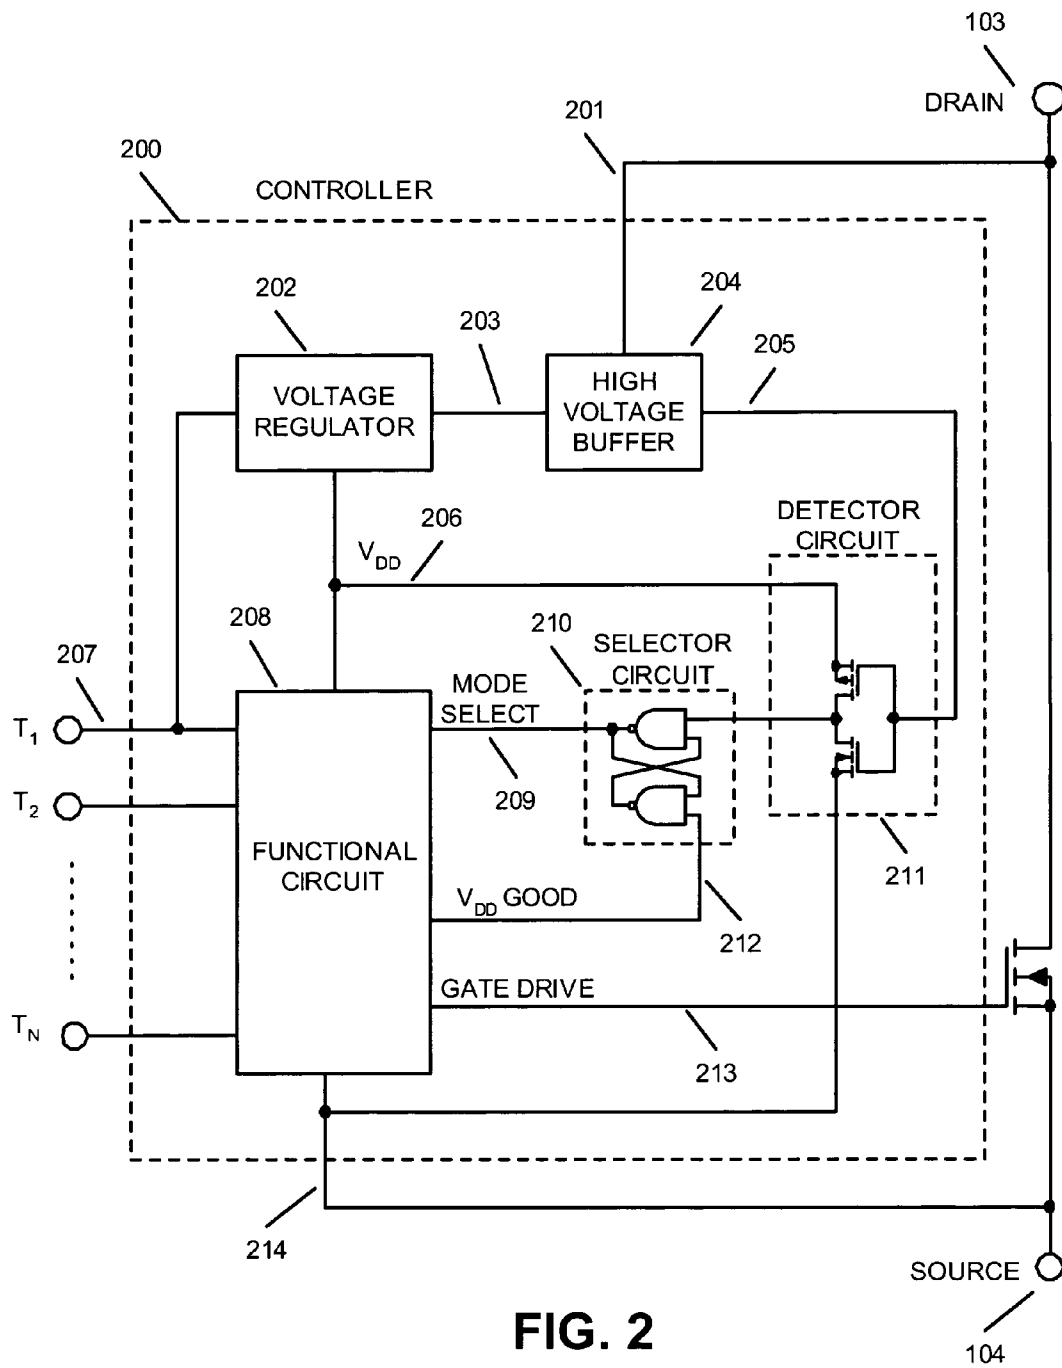 103
DRAIN
201
200
CONTROLLER
202
203
204
205
VOLTAGE
REGULATOR
HIGH
VOLTAGE
BUFFER
206
VDD
DETECTOR
CIRCUIT
208
210
SELECTOR
CIRCUIT
207
T1
MODE
SELECT
209
T2
FUNCTIONAL
CIRCUIT
211
VDD GOOD
212
GATE DRIVE
TN
213
214
SOURCE
104
FIG. 2